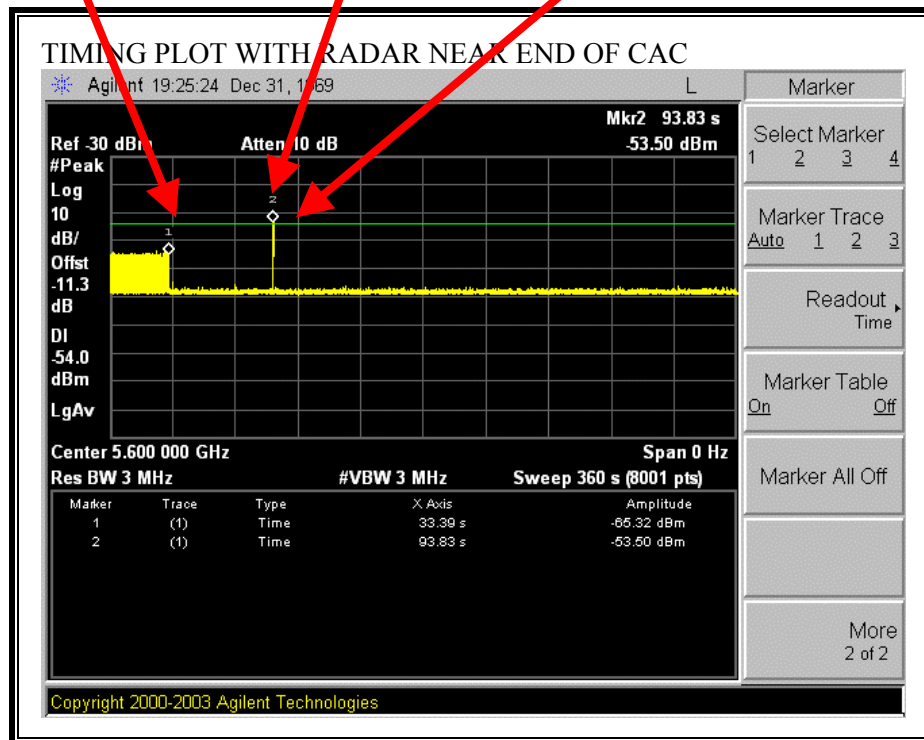 TIMING PLOT WITH RADAR NEAR END OF CAC
Agilent 19:25:24 Dec 31, 1969 L
Mkr2 93.83 s
Ref -30 dBm Atten 10 dB -53.50 dBm
#Peak
Log
10
dB/
Offst
-11.3
dB
DI
-54.0
dBm
LgAv
1
2
Center 5.600 000 GHz Span 0 Hz
Res BW 3 MHz #VBW 3 MHz Sweep 360 s (8001 pts)
Marker Trace Type X Axis Amplitude
1 (1) Time 33.39 s -65.32 dBm
2 (1) Time 93.83 s -53.50 dBm
Copyright 2000-2003 Agilent Technologies
Marker
Select Marker
1 2 3 4
Marker Trace
Auto 1 2 3
Readout
Time
Marker Table
On Off
Marker All Off
More
2 of 2